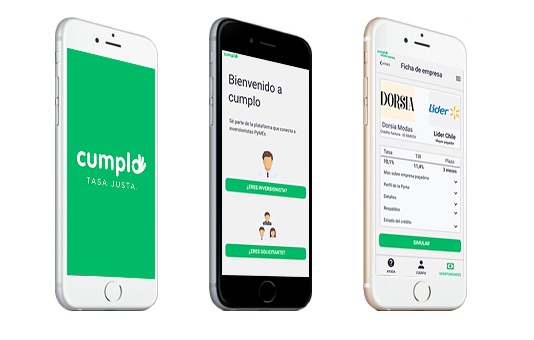 cumplo
TASA JUSTA.
cumplo
Bienvenido a
cumplo
Sé parte de la plataforma que conecta a
inversionistas PyMEs
¿ERES INVERSIONISTA?
¿ERES SOLICITANTE?
cumplo
Ficha de empresa
DORSIA
Lider
Dorsia Modas
Lider Chile
Mayor pagador
Tasa TIR Plazo
10,1% 11,4% 3 meses
Más sobre empresa pagadora
Perfil de la Pyme
Detalles
Respaldos
Estado del crédito
SIMULAR
AYUDA CUENTA OPORTUNIDADES